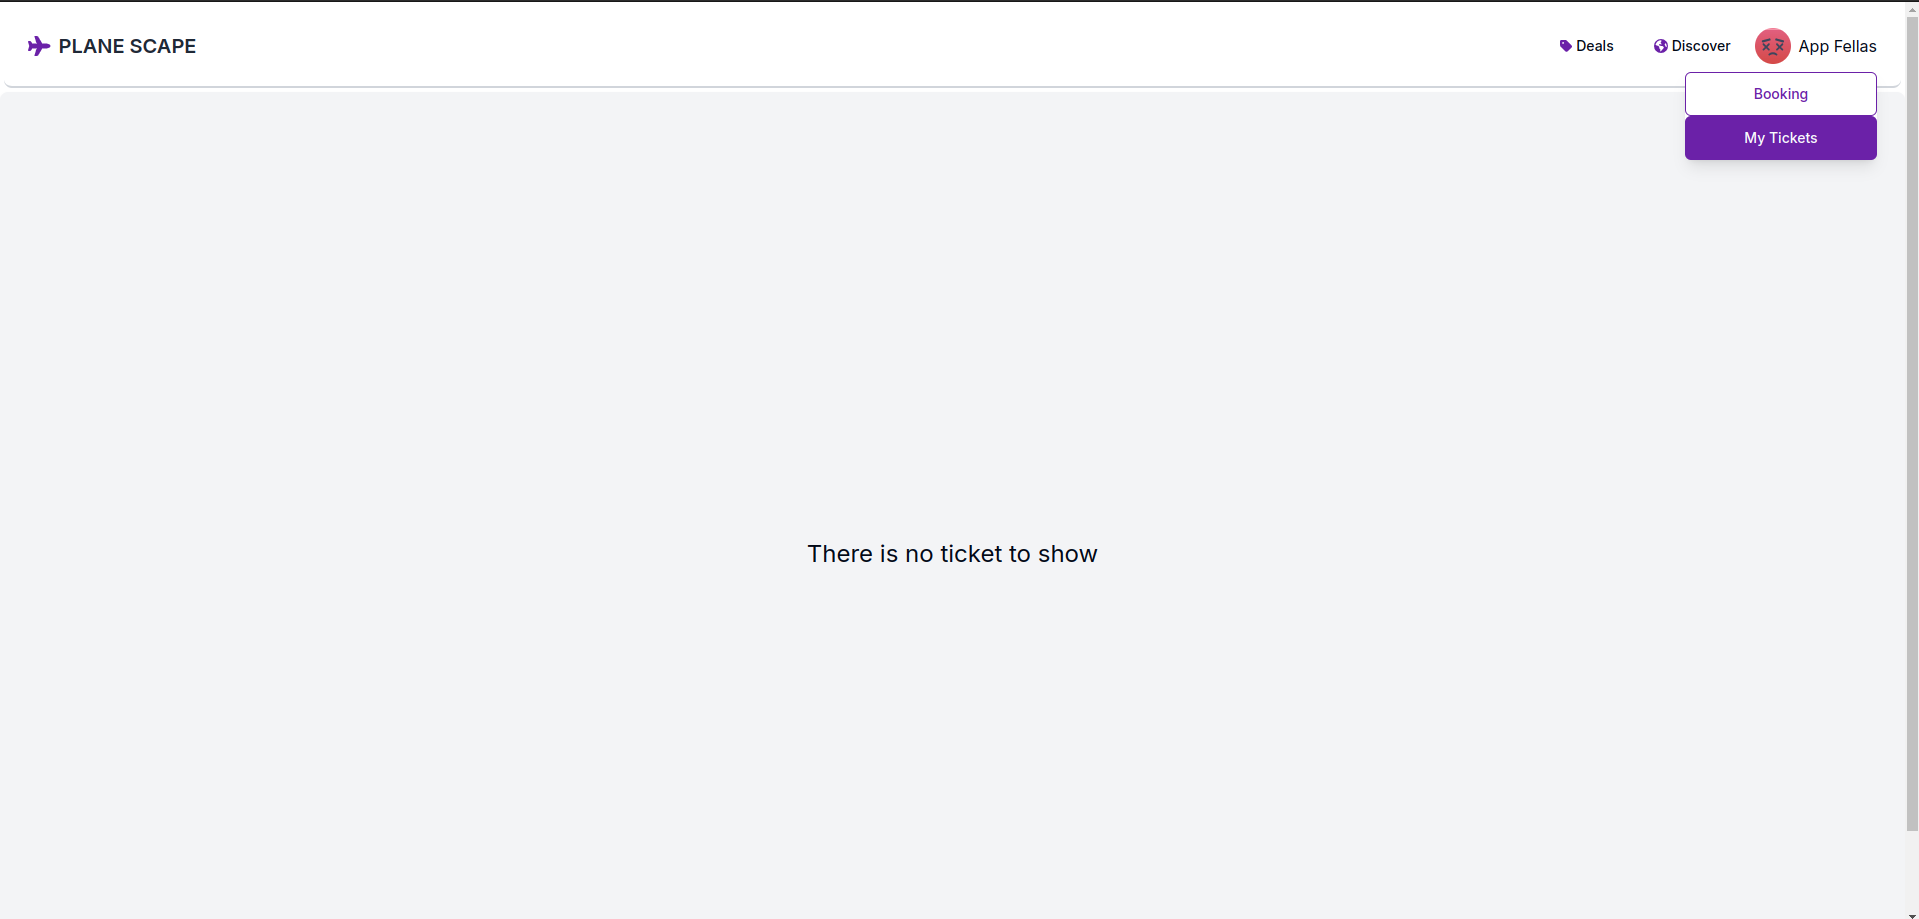 PLANE SCAPE
Deals
Discover
App Fellas
Booking
My Tickets
There is no ticket to show